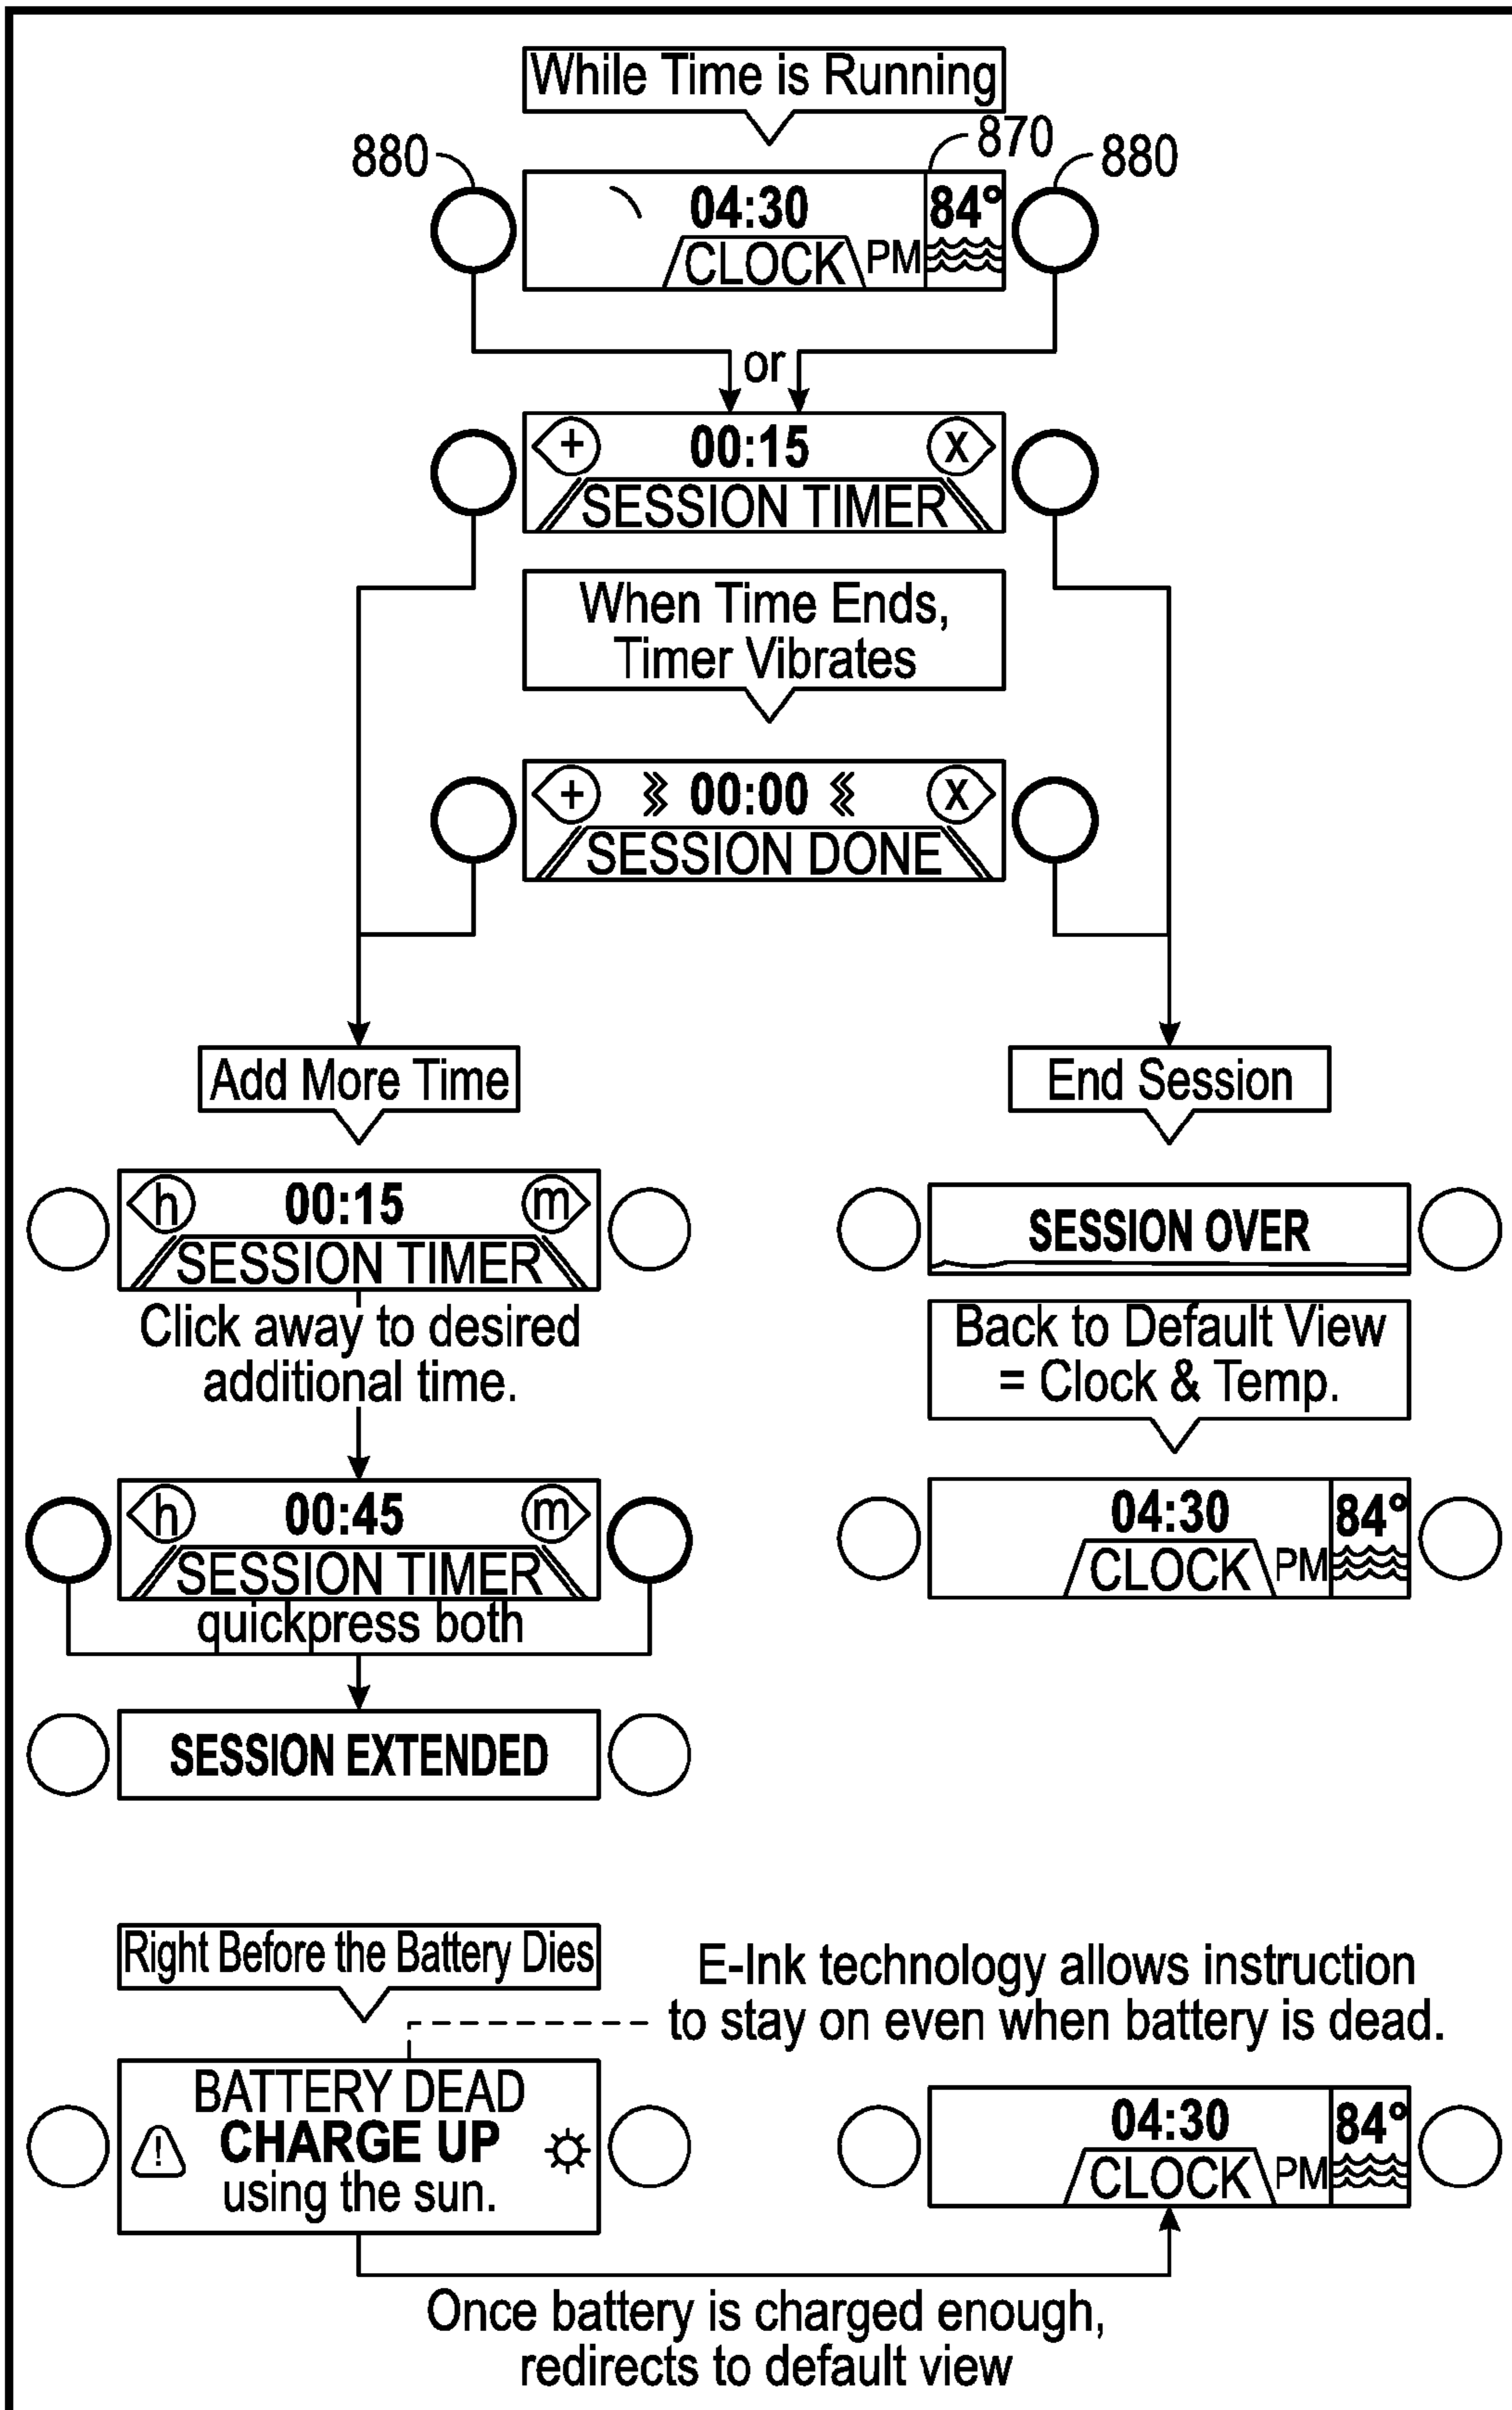 While Time is Running
880
870
880
04:30
84°
CLOCK
PM
or
+
00:15
X
SESSION TIMER
When Time Ends,
Timer Vibrates
+
00:00
X
SESSION DONE
Add More Time
End Session
h
00:15
m
SESSION TIMER
Click away to desired
additional time.
SESSION OVER
Back to Default View
= Clock & Temp.
h
00:45
m
SESSION TIMER
quickpress both
04:30
84°
CLOCK
PM
SESSION EXTENDED
Right Before the Battery Dies
E-Ink technology allows instruction
to stay on even when battery is dead.
BATTERY DEAD
! CHARGE UP
using the sun.
04:30
84°
CLOCK
PM
Once battery is charged enough,
redirects to default view